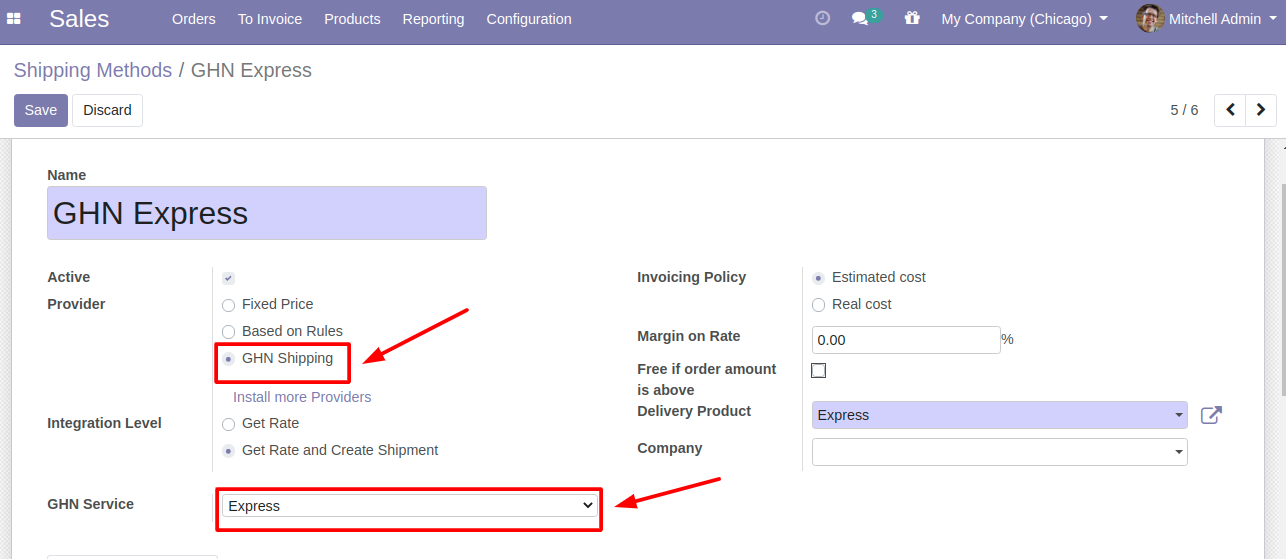 Sales Orders To Invoice Products Reporting Configuration 3 My Company (Chicago) Mitchell Admin
Shipping Methods / GHN Express
Save Discard 5 / 6
Name
GHN Express
Active
Provider
Fixed Price
Based on Rules
GHN Shipping
Install more Providers
Integration Level
Get Rate
Get Rate and Create Shipment
GHN Service
Express
Invoicing Policy
Estimated cost
Real cost
Margin on Rate
0.00 %
Free if order amount
is above
Delivery Product
Express
Company